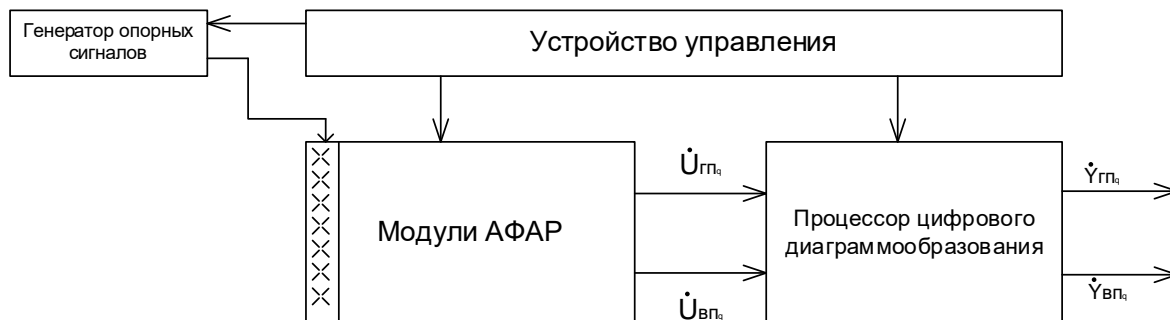 Генератор опорных
сигналов
Устройство управления
Модули АФАР
U̇гпq
U̇впq
Процессор цифрового
диаграммообразования
Ẏгпq
Ẏвпq